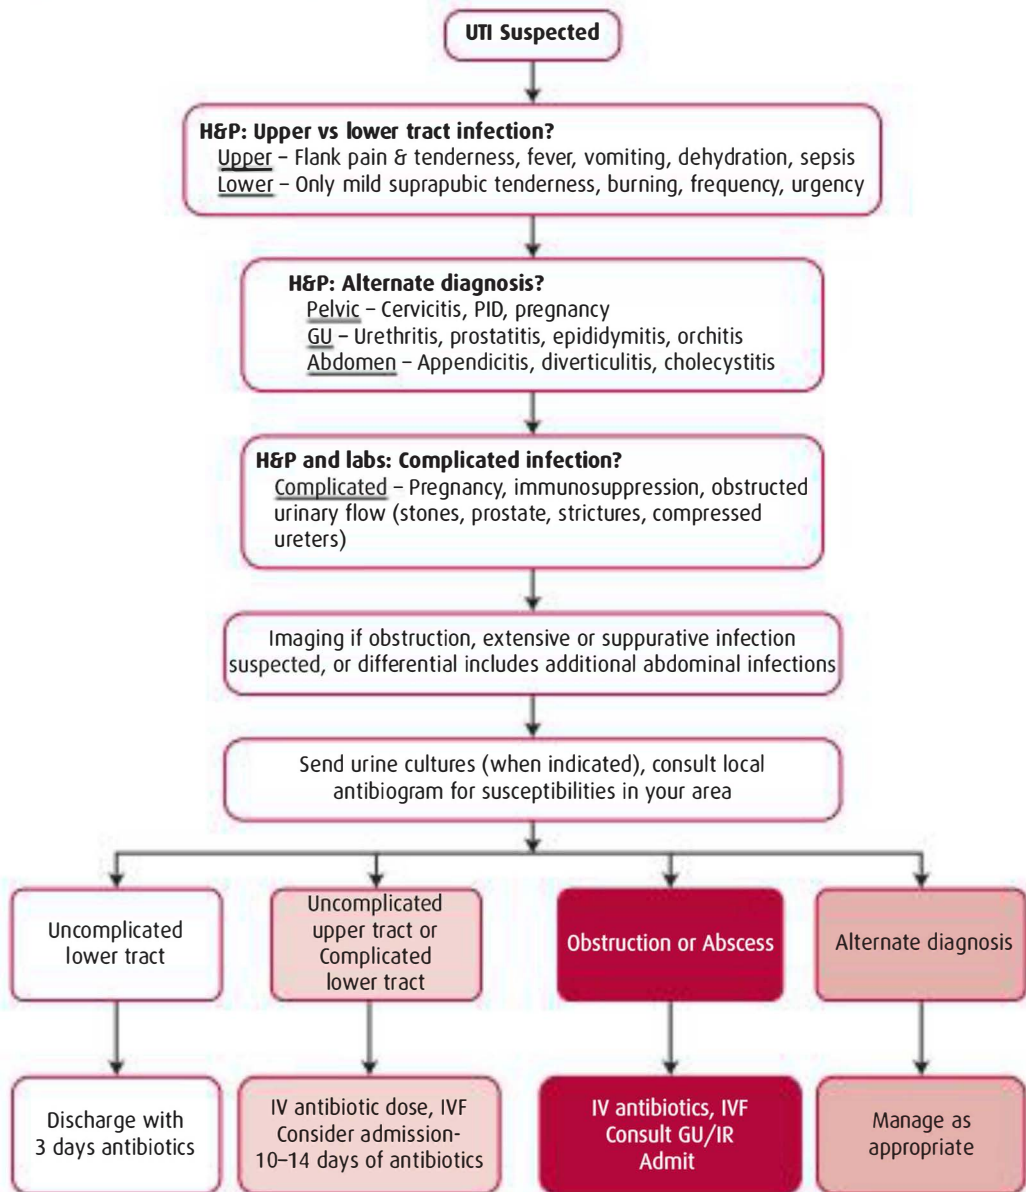 UTI Suspected
H&P: Upper vs lower tract infection?
Upper – Flank pain & tenderness, fever, vomiting, dehydration, sepsis
Lower – Only mild suprapubic tenderness, burning, frequency, urgency
H&P: Alternate diagnosis?
Pelvic – Cervicitis, PID, pregnancy
GU – Urethritis, prostatitis, epididymitis, orchitis
Abdomen – Appendicitis, diverticulitis, cholecystitis
H&P and labs: Complicated infection?
Complicated – Pregnancy, immunosuppression, obstructed
urinary flow (stones, prostate, strictures, compressed
ureters)
Imaging if obstruction, extensive or suppurative infection
suspected, or differential includes additional abdominal infections
Send urine cultures (when indicated), consult local
antibiogram for susceptibilities in your area
Uncomplicated
lower tract
Uncomplicated
upper tract or
Complicated
lower tract
Obstruction or Abscess
Alternate diagnosis
Discharge with
3 days antibiotics
IV antibiotic dose, IVF
Consider admission-
10–14 days of antibiotics
IV antibiotics, IVF
Consult GU/IR
Admit
Manage as
appropriate